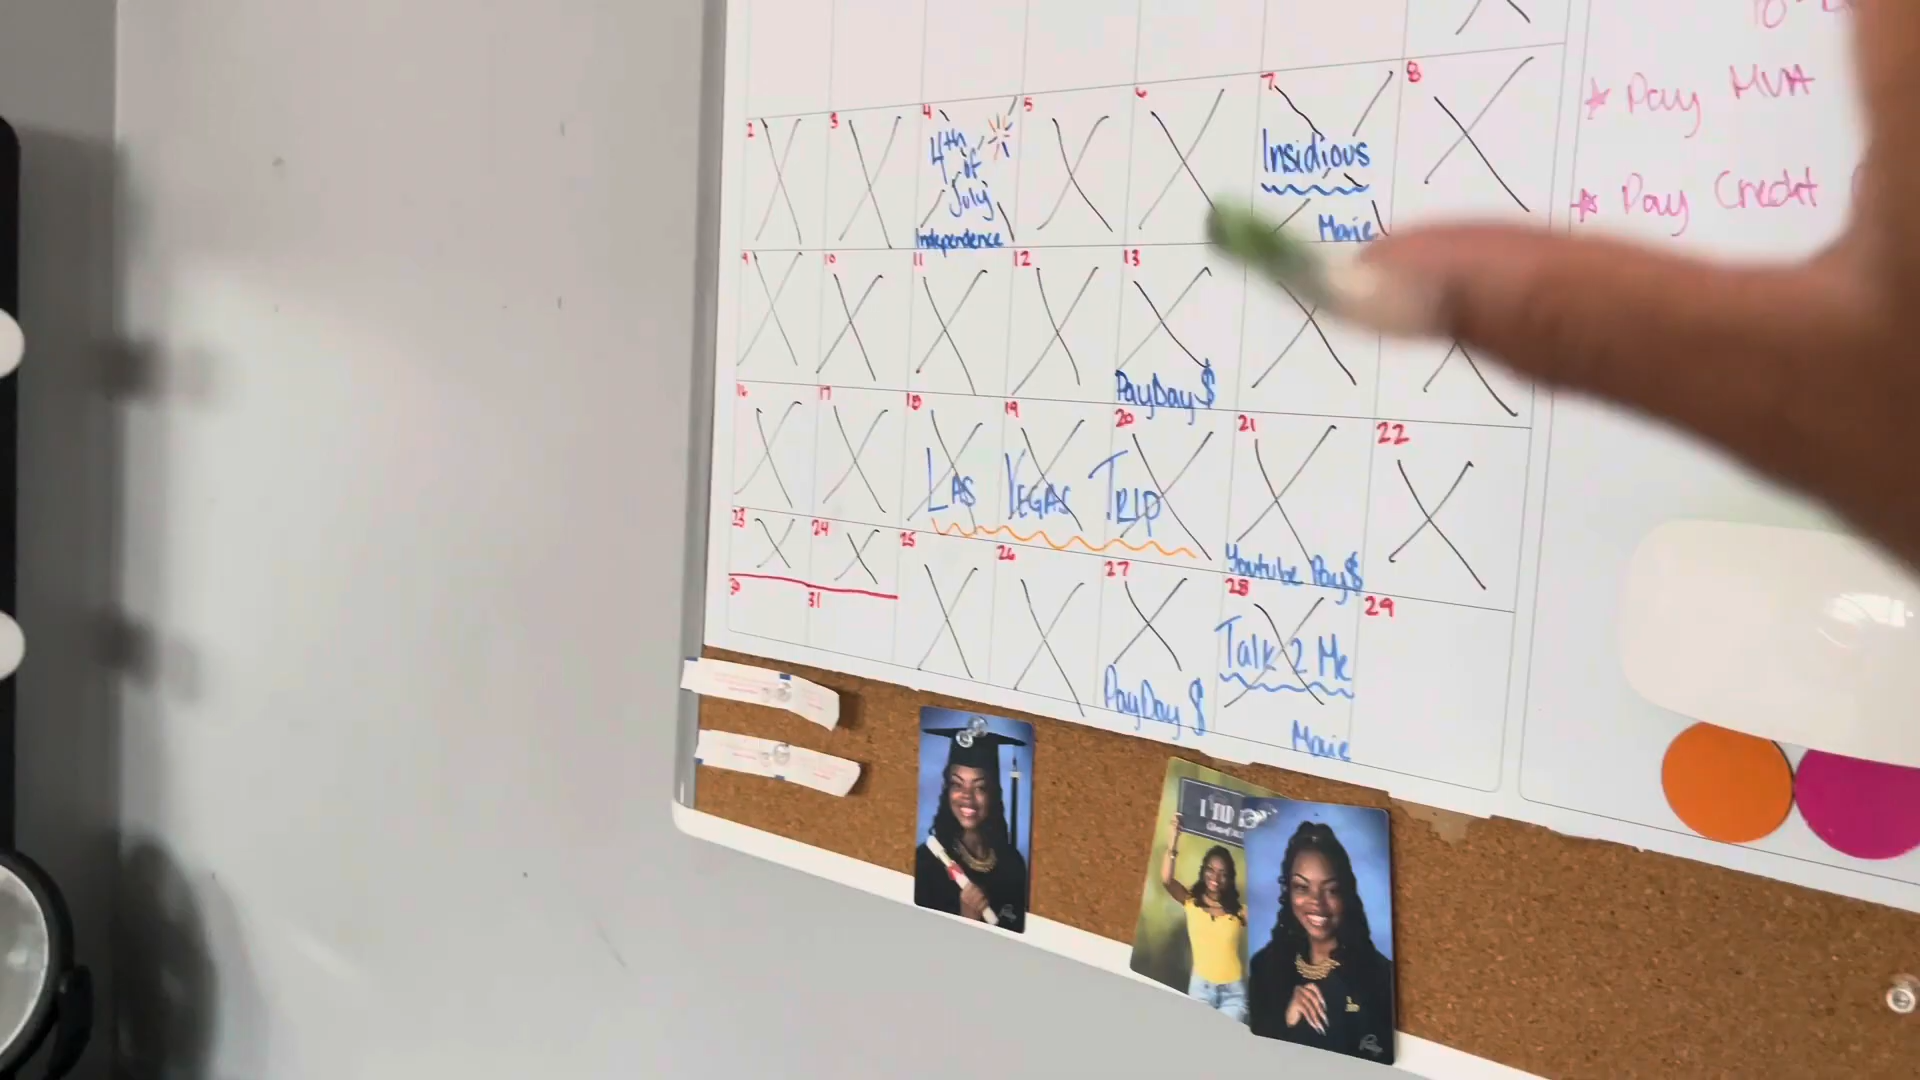 ★ Pay MVA
2 3 4 5 6 7 8
4th
of
July
Independence
Insidious
Movie
★ Pay Credit
9 10 11 12 13
PayDay $
16 17 18 19 20 21 22
LAS VEGAS TRIP
Youtube Pay$
23 24 25 26 27 28 29
30 31
PayDay $
Talk 2 Me
Movie